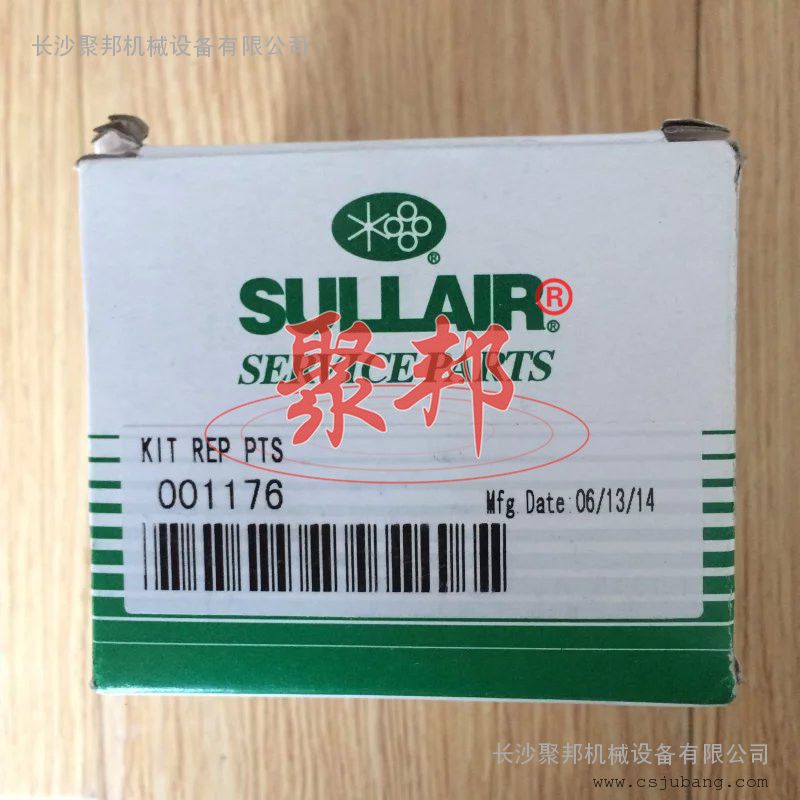 长沙聚邦机械设备有限公司
®
SULLAIR®
®
聚邦
SERVICE PARTS
KIT REP PTS
001176
Mfg Date:06/13/14
长沙聚邦机械设备有限公司
www.csjubang.com